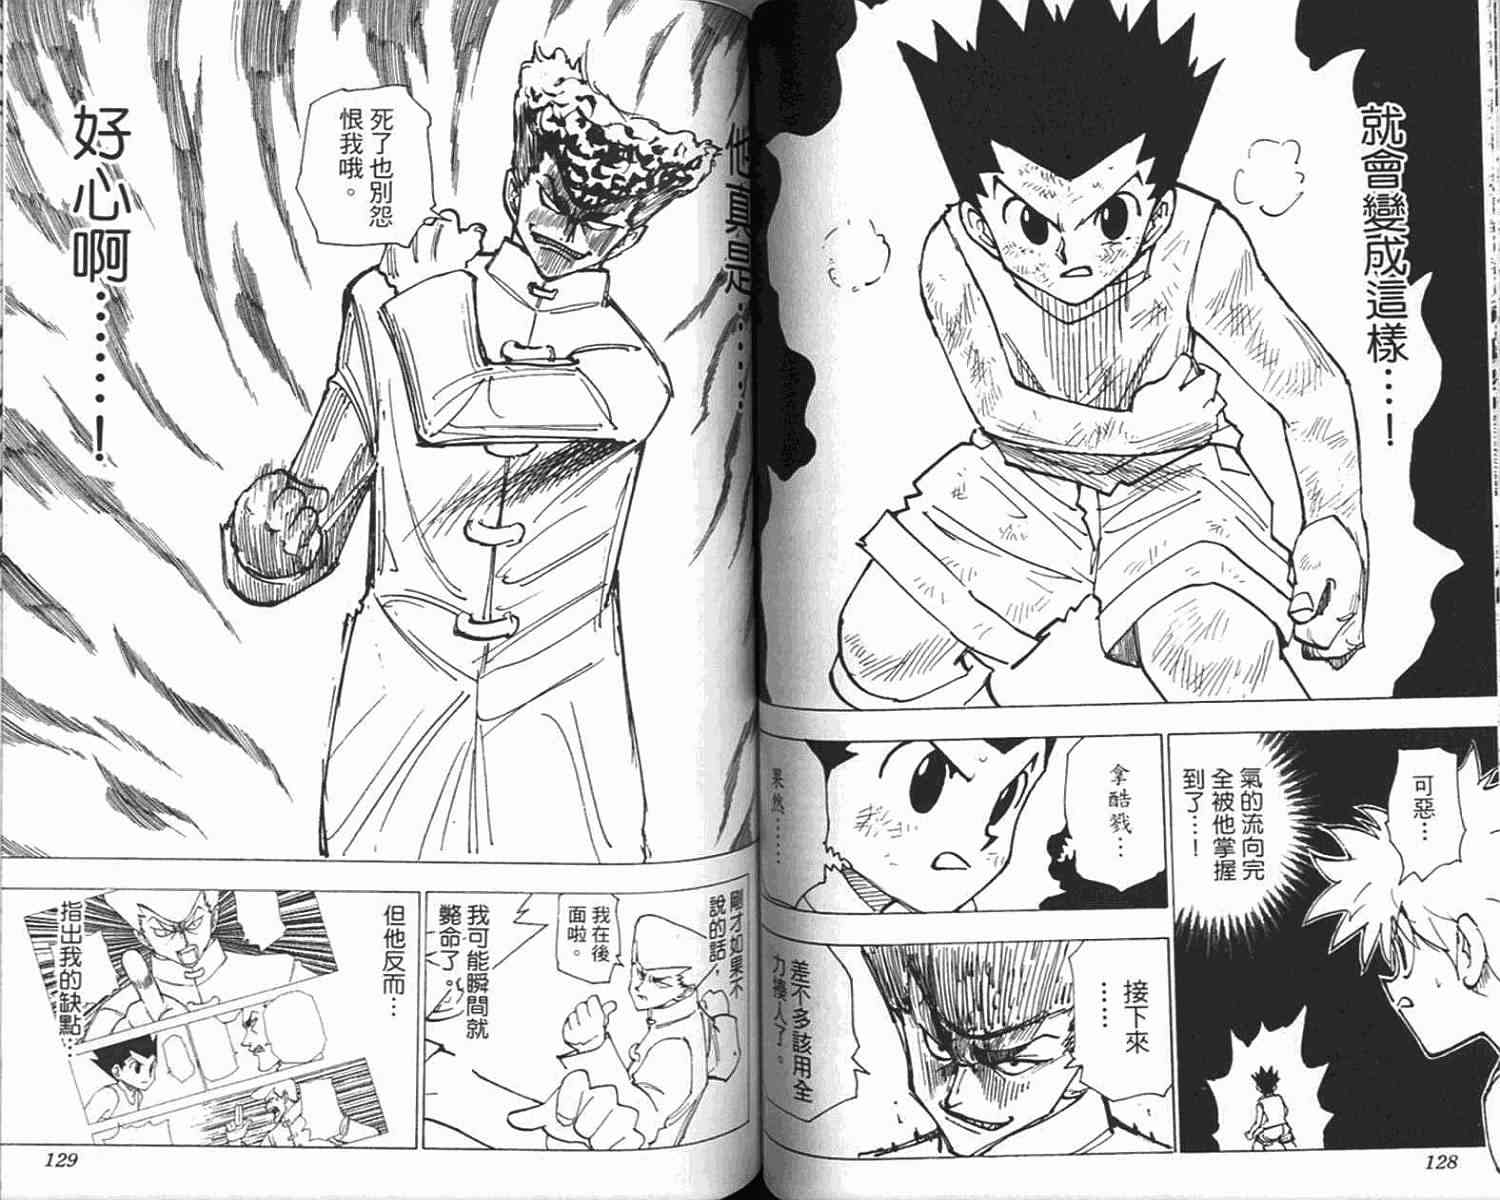 就會變成這樣…！
可惡…
氣的流向完
全被他掌握
到了…！
拿酷戮…
果然……
接下來
……
差不多該用全
力揍人了。
128
他真是……
死了也別怨
恨我哦。
好心啊……！
剛才如果不
說的話，
我在後
面啦。
我可能瞬間就
斃命了。
但他反而…
指出我的缺點…
129